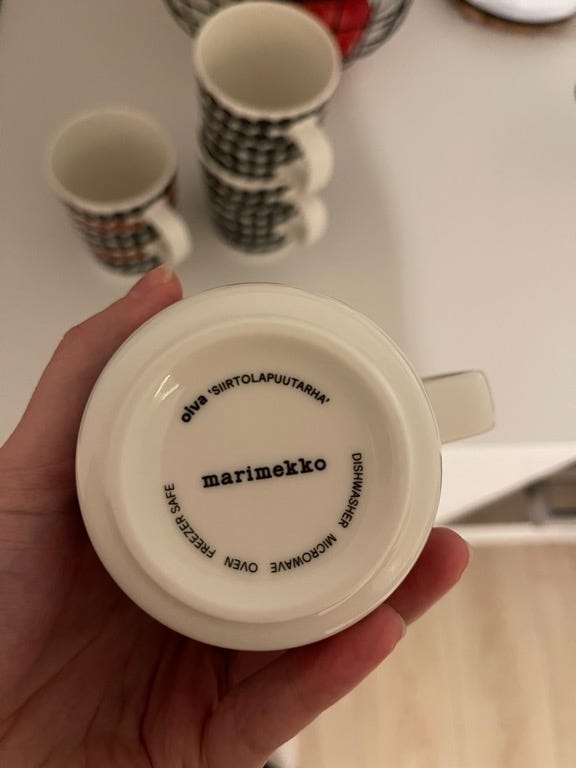 oiva 'SIIRTOLAPUUTARHA'
marimekko
DISHWASHER MICROWAVE OVEN FREEZER SAFE